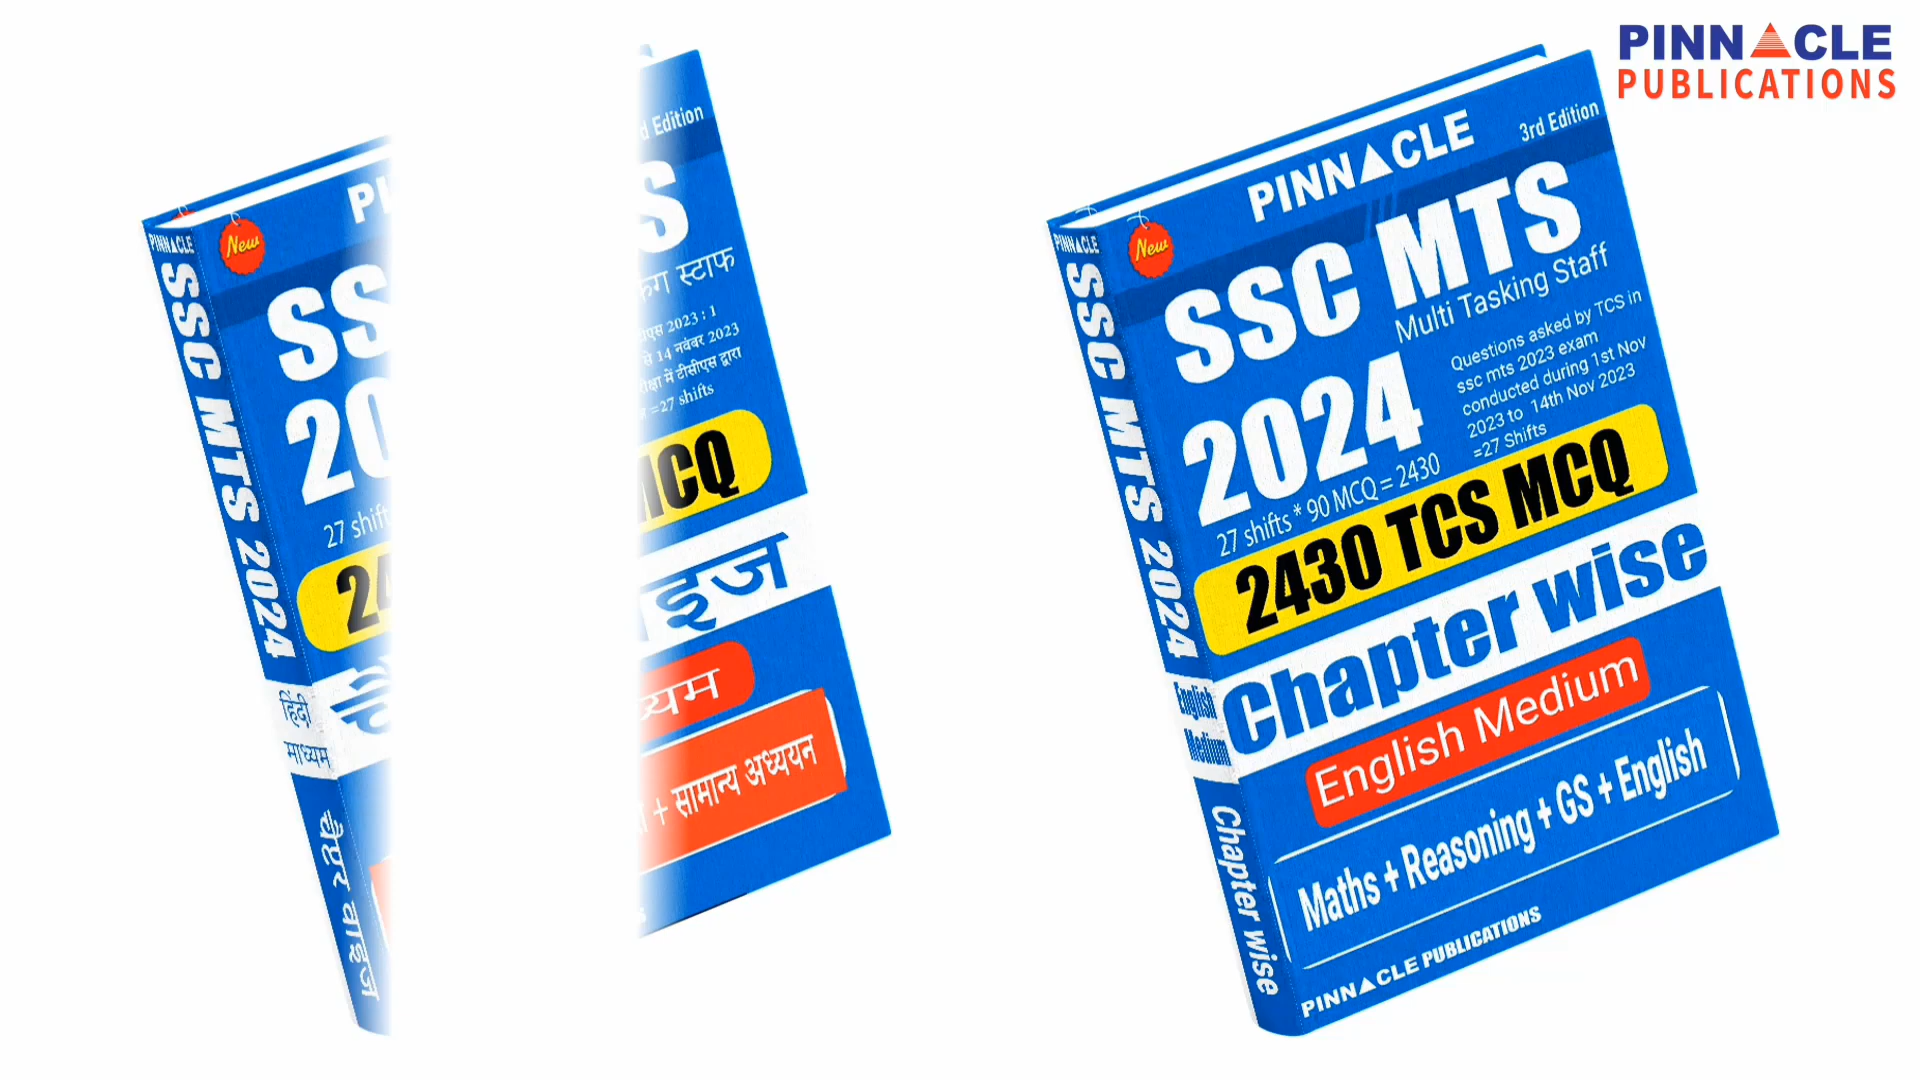 PINNACLE
PUBLICATIONS
PINNACLE
SSC MTS 2024
हिंदी
माध्यम
चैप्टर वाइज
New
27
Edition
2023 : 1
से 14 नवंबर 2023
में टीसीएस द्वारा
=27 shifts
MCQ
+ सामान्य अध्ययन
PINNACLE
SSC MTS 2024
English
Medium
Chapter wise
New
PINNACLE
3rd Edition
SSC MTS
Multi Tasking Staff
2024
Questions asked by TCS in
ssc mts 2023 exam
conducted during 1st Nov
2023 to 14th Nov 2023
=27 Shifts
27 shifts * 90 MCQ = 2430
2430 TCS MCQ
Chapter wise
English Medium
Maths + Reasoning + GS + English
PINNACLE PUBLICATIONS